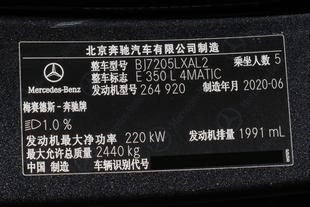 北京奔驰汽车有限公司制造
整车型号 BJ7205LXAL2 乘坐人数 5
整车标志 E 350 L 4MATIC
Mercedes-Benz 发动机型号 264 920 制造年月 2020-06
梅赛德斯-奔驰牌
1.0 %
发动机最大净功率 220 kW 发动机排量 1991 mL
最大允许总质量 2440 kg
中国 制造 车辆识别代号